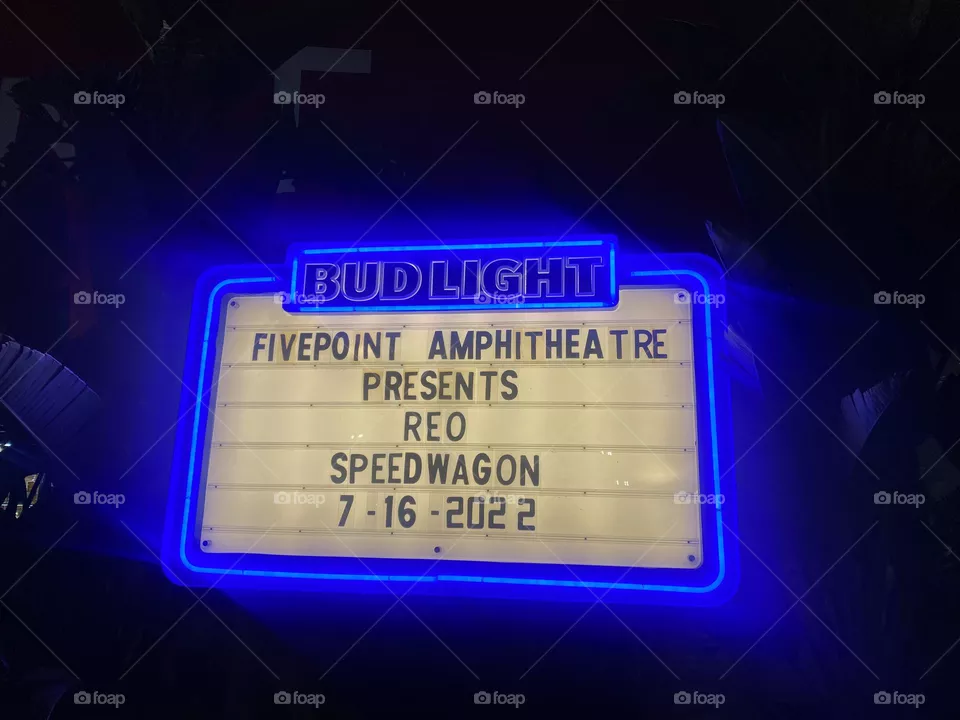 BUD LIGHT
FIVEPOINT AMPHITHEATRE
PRESENTS
REO
SPEEDWAGON
7-16-2022